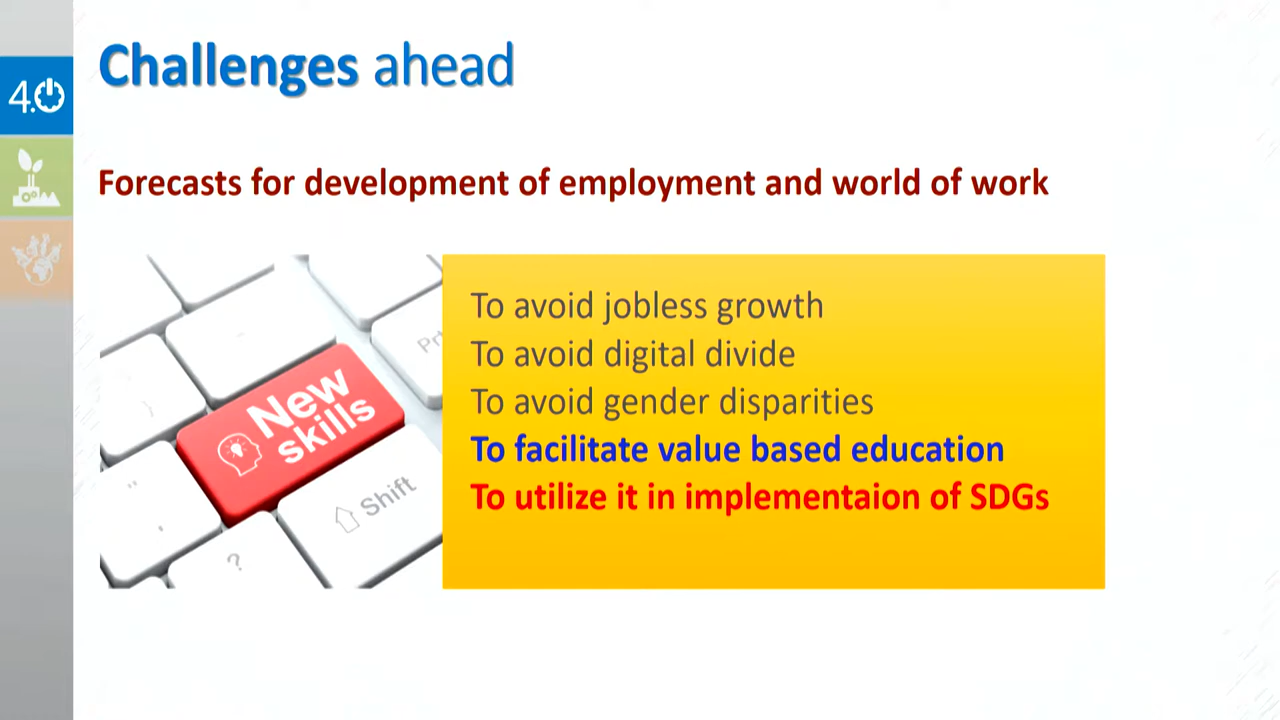 Challenges ahead
4.0
Forecasts for development of employment and world of work
To avoid jobless growth
To avoid digital divide
To avoid gender disparities
To facilitate value based education
To utilize it in implementaion of SDGs
New
skills
Shift
"
,
?
}